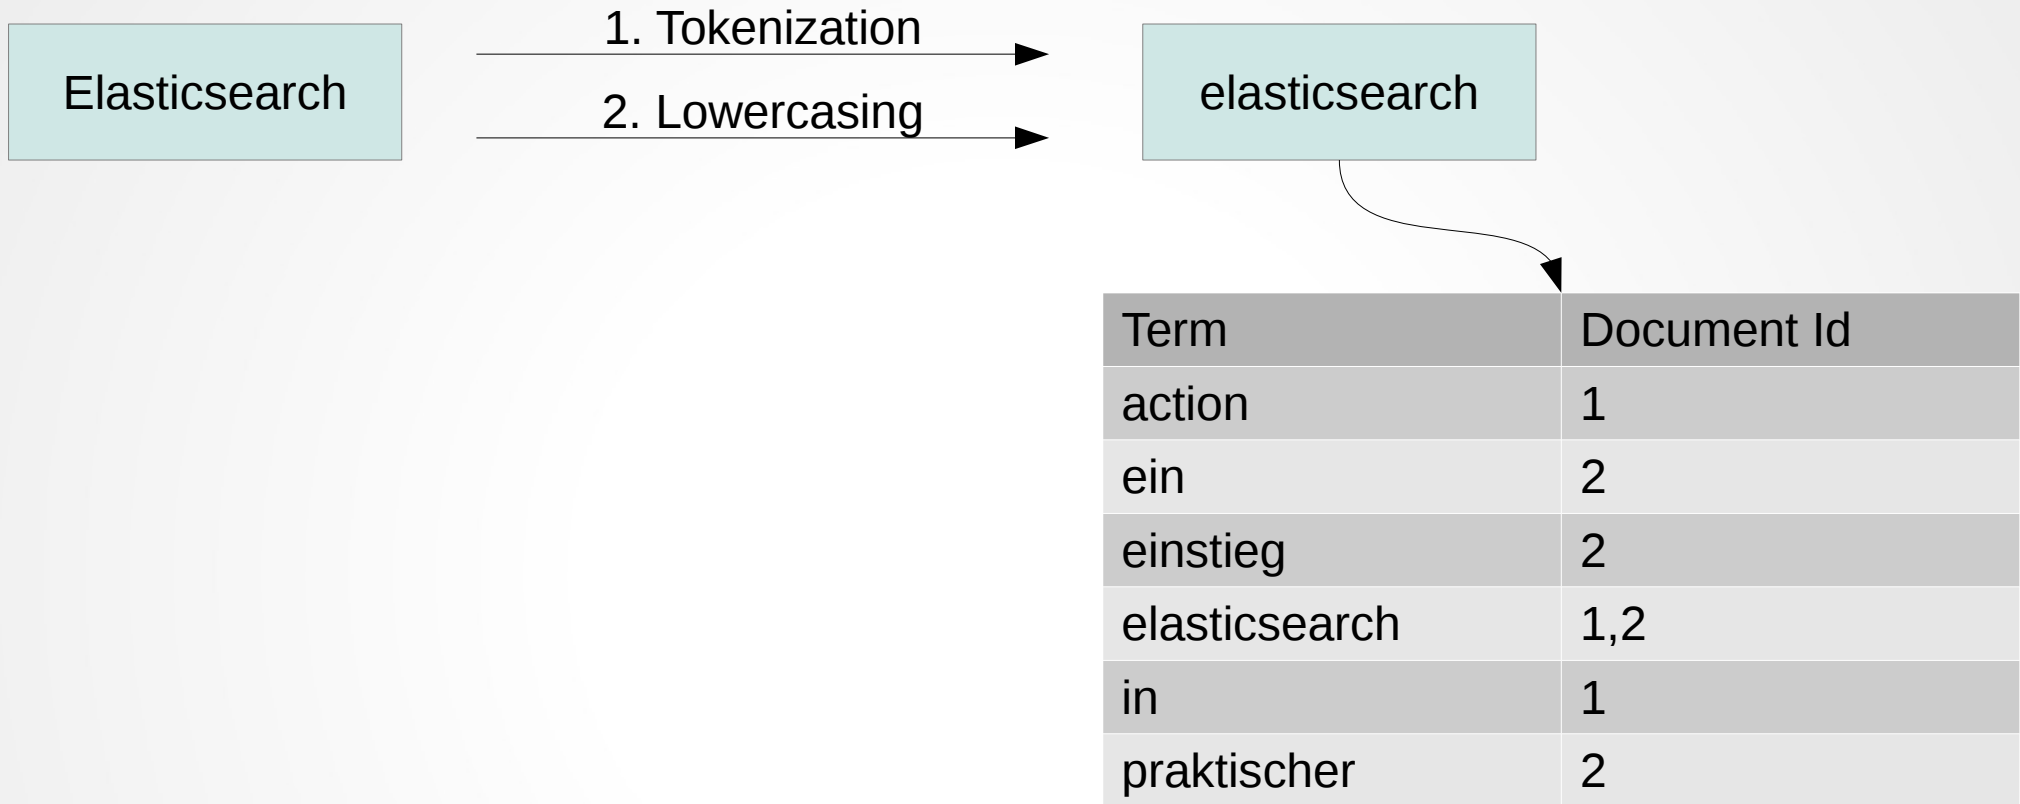 Elasticsearch
1. Tokenization
2. Lowercasing
elasticsearch
Term Document Id
action 1
ein 2
einstieg 2
elasticsearch 1,2
in 1
praktischer 2